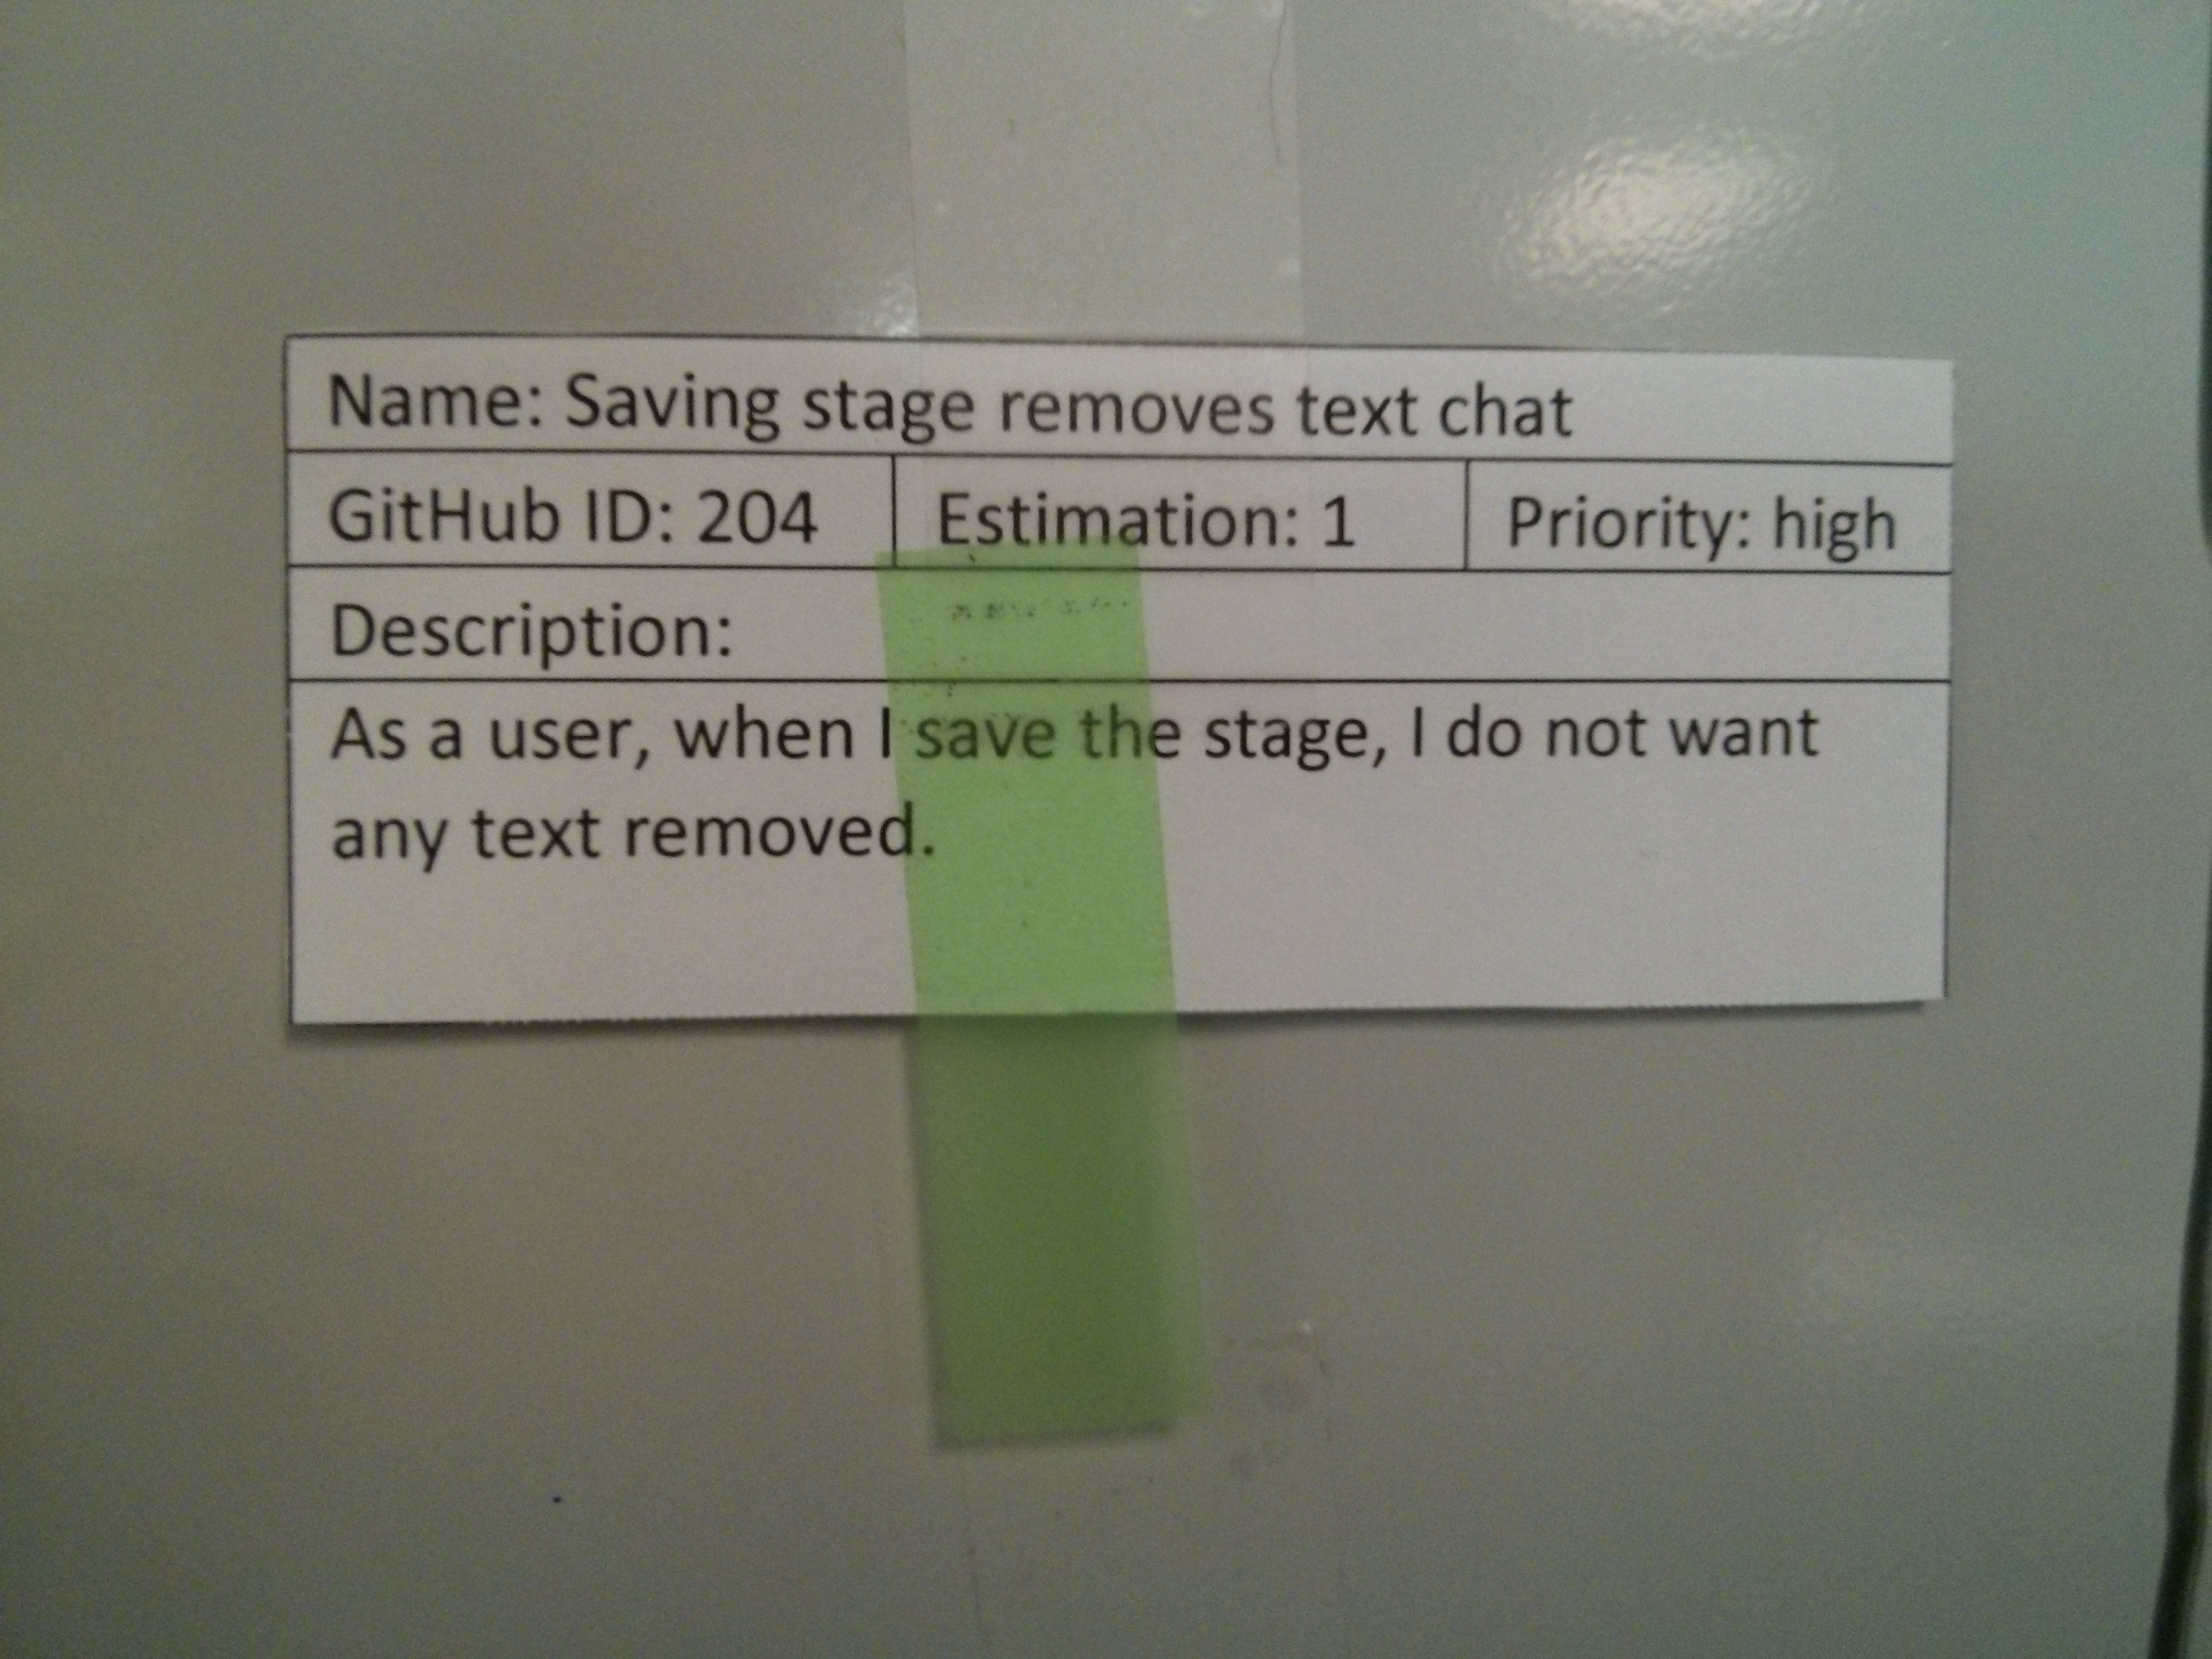 Name: Saving stage removes text chat
GitHub ID: 204 Estimation: 1 Priority: high
Description:
As a user, when I save the stage, I do not want
any text removed.